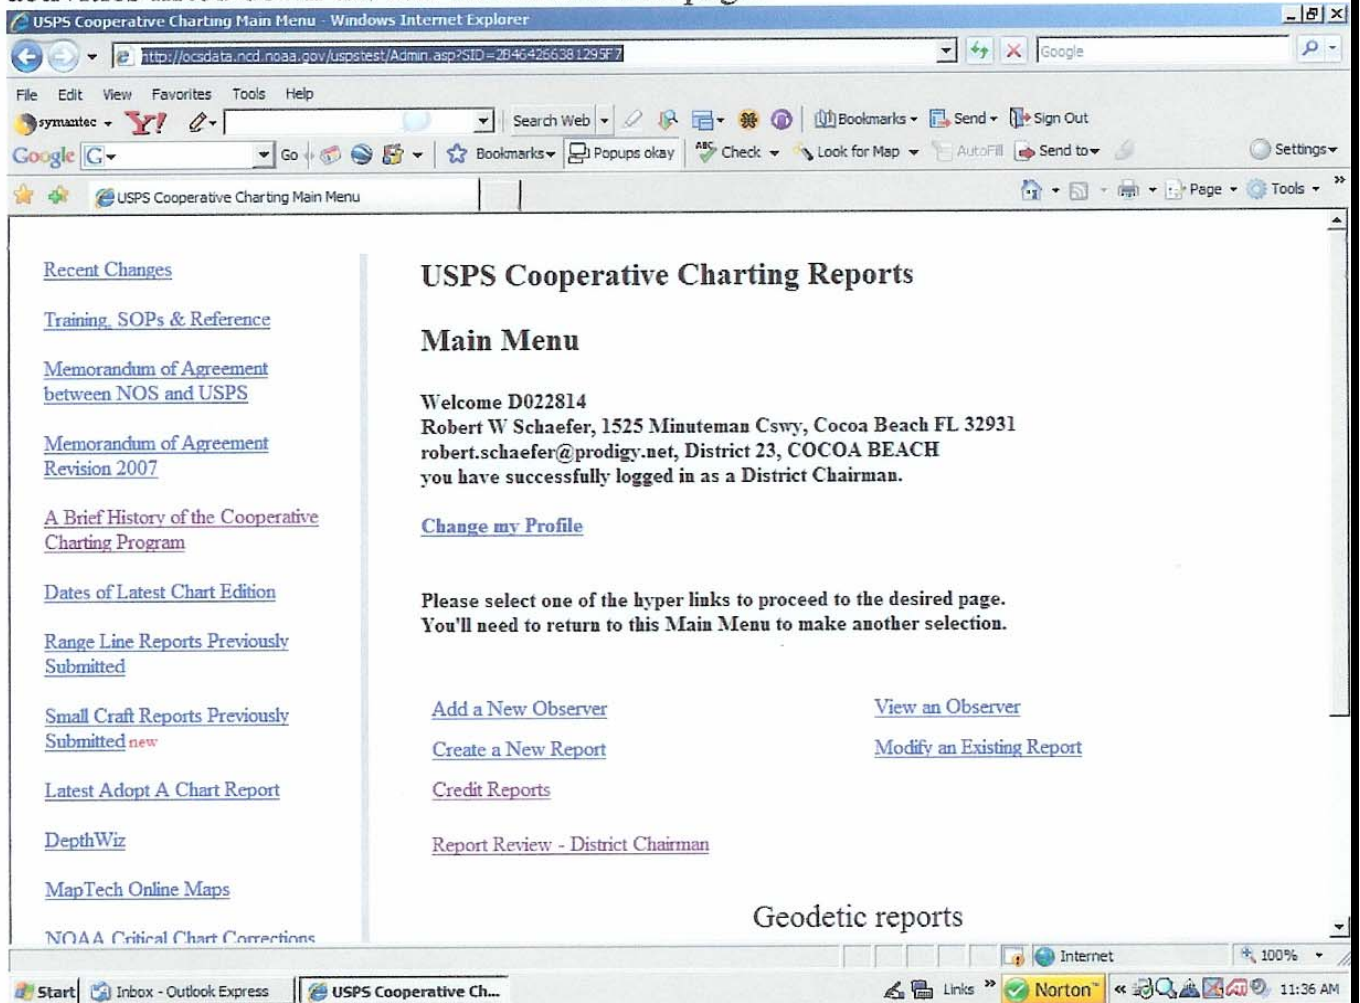 USPS Cooperative Charting Main Menu - Windows Internet Explorer
http://ocsdata.ncd.noaa.gov/uspstest/Admin.asp?SID=2B464266381295F7
Google
File Edit View Favorites Tools Help
symantec
Y!
Search Web
Bookmarks
Send
Sign Out
Google
G
Go
Bookmarks
Popups okay
ABC
Check
Look for Map
AutoFill
Send to
Settings
USPS Cooperative Charting Main Menu
Page
Tools
Recent Changes
Training, SOPs & Reference
Memorandum of Agreement
between NOS and USPS
Memorandum of Agreement
Revision 2007
A Brief History of the Cooperative
Charting Program
Dates of Latest Chart Edition
Range Line Reports Previously
Submitted
Small Craft Reports Previously
Submitted new
Latest Adopt A Chart Report
DepthWiz
MapTech Online Maps
NOAA Critical Chart Corrections
USPS Cooperative Charting Reports
Main Menu
Welcome D022814
Robert W Schaefer, 1525 Minuteman Cswy, Cocoa Beach FL 32931
robert.schaefer@prodigy.net, District 23, COCOA BEACH
you have successfully logged in as a District Chairman.
Change my Profile
Please select one of the hyper links to proceed to the desired page.
You'll need to return to this Main Menu to make another selection.
Add a New Observer
View an Observer
Create a New Report
Modify an Existing Report
Credit Reports
Report Review - District Chairman
Geodetic reports
Internet
100%
Start
Inbox - Outlook Express
USPS Cooperative Ch...
Links
Norton
11:36 AM